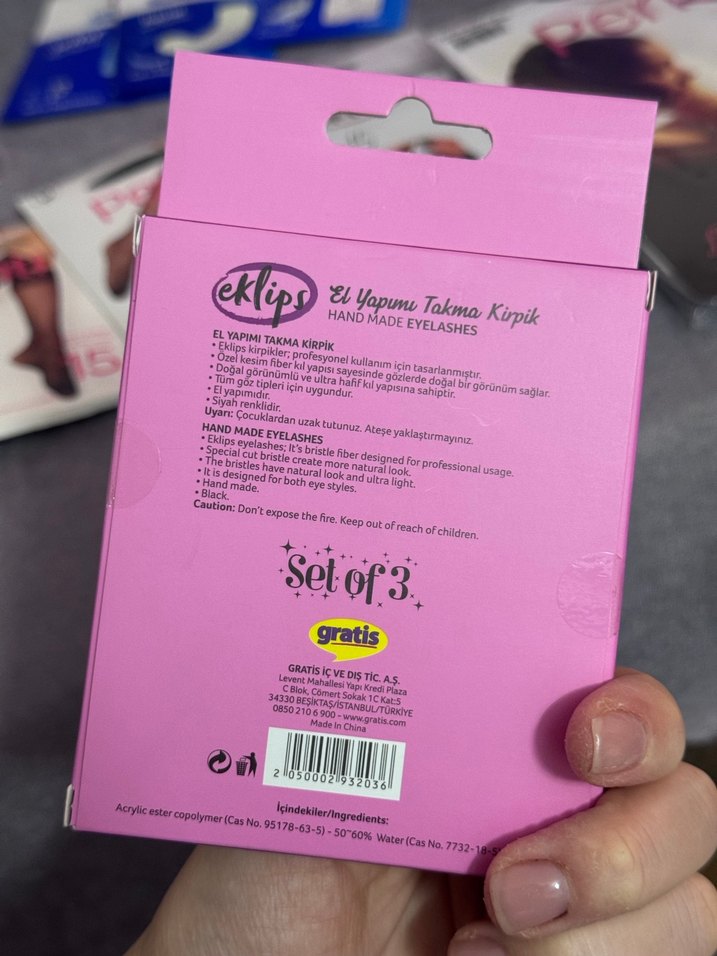 eklips
El Yapımı Takma Kirpik
HAND MADE EYELASHES
EL YAPIMI TAKMA KİRPİK
• Eklips kirpikler; profesyonel kullanım için tasarlanmıştır.
• Özel kesim fiber kıl yapısı sayesinde gözlerde doğal bir görünüm sağlar.
• Doğal görünümlü ve ultra hafif kıl yapısına sahiptir.
• Tüm göz tipleri için uygundur.
• El yapımıdır.
• Siyah renklidir.
Uyarı: Çocuklardan uzak tutunuz. Ateşe yaklaştırmayınız.
HAND MADE EYELASHES
• Eklips eyelashes; It's bristle fiber designed for professional usage.
• Special cut bristle create more natural look.
• The bristles have natural look and ultra light.
• It is designed for both eye styles.
• Hand made.
• Black.
Caution: Don't expose the fire. Keep out of reach of children.
Set of 3
gratis
GRATİS İÇ VE DIŞ TİC. A.Ş.
Levent Mahallesi Yapı Kredi Plaza
C Blok, Cömert Sokak 1C Kat:5
34330 BEŞİKTAŞ/İSTANBUL/TÜRKİYE
0850 210 6 900 - www.gratis.com
Made In China
2 050002 932036
İçindekiler/Ingredients:
Acrylic ester copolymer (Cas No. 95178-63-5) - 50~60% Water (Cas No. 7732-18-5
15